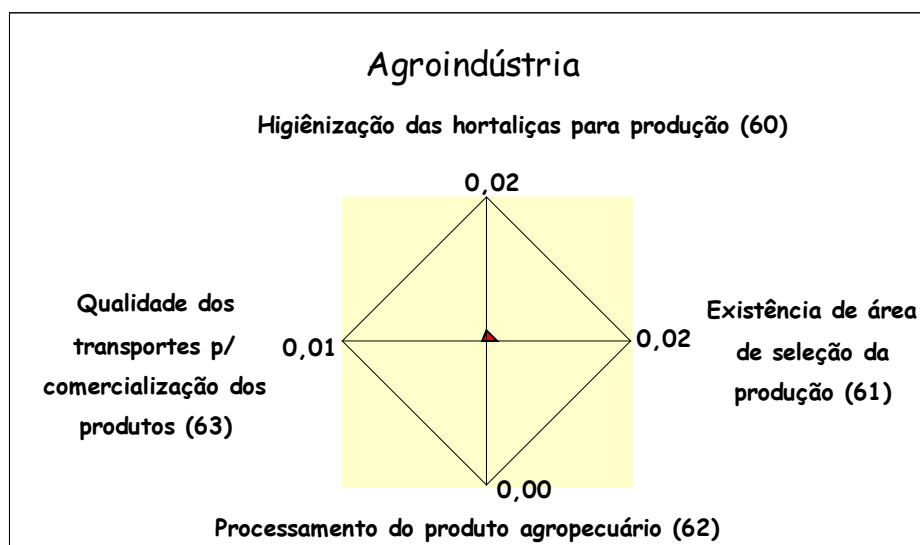 Agroindústria
Higiênização das hortaliças para produção (60)
0,02
Qualidade dos
transportes p/
comercialização dos
produtos (63)
0,01
0,02
Existência de área
de seleção da
produção (61)
0,00
Processamento do produto agropecuário (62)